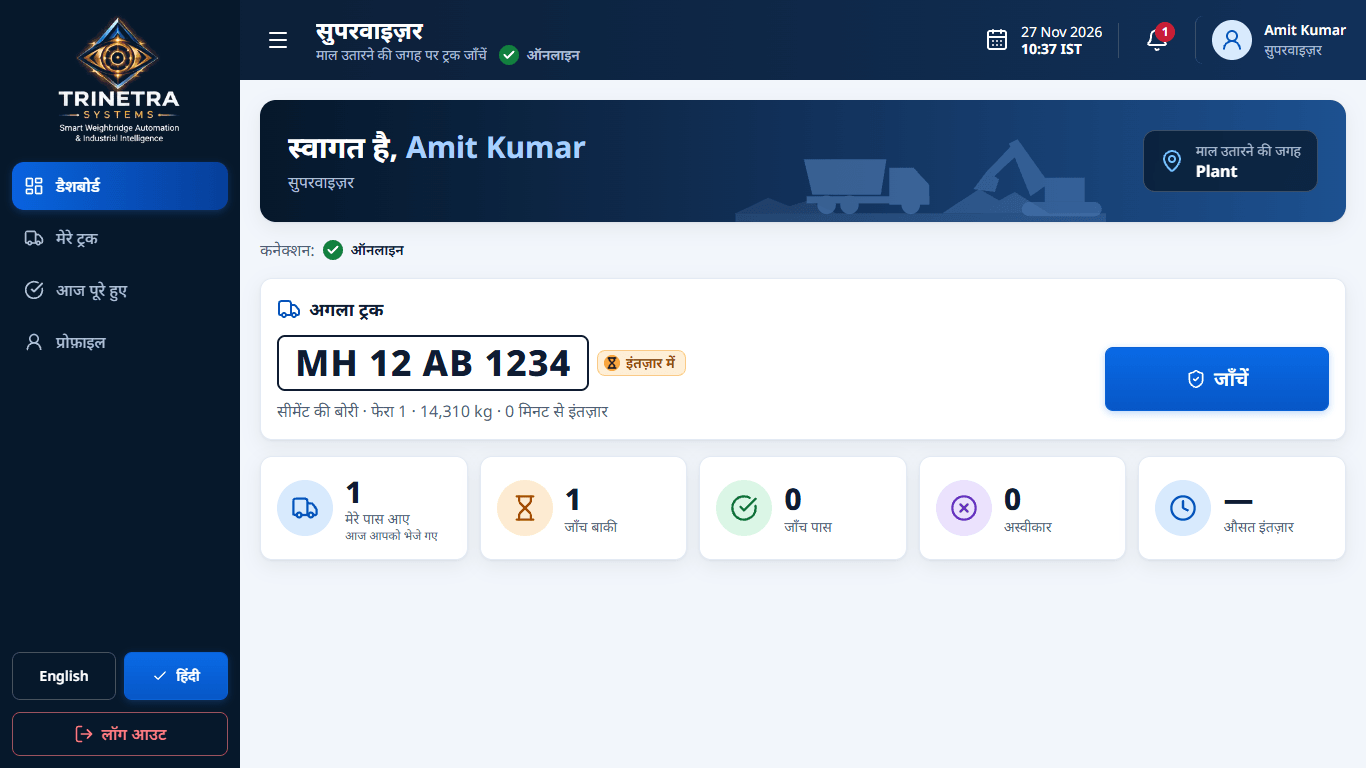 TRINETRA
SYSTEMS
Smart Weighbridge Automation
& Industrial Intelligence
डैशबोर्ड
मेरे ट्रक
आज पूरे हुए
प्रोफ़ाइल
English
हिंदी
लॉग आउट
सुपरवाइज़र
माल उतारने की जगह पर ट्रक जाँचें ऑनलाइन
27 Nov 2026
10:37 IST
1
Amit Kumar
सुपरवाइज़र
स्वागत है, Amit Kumar
सुपरवाइज़र
माल उतारने की जगह
Plant
कनेक्शन: ऑनलाइन
अगला ट्रक
MH 12 AB 1234 इंतज़ार में
सीमेंट की बोरी · फेरा 1 · 14,310 kg · 0 मिनट से इंतज़ार
जाँचें
1
मेरे पास आए
आज आपको भेजे गए
1
जाँच बाकी
0
जाँच पास
0
अस्वीकार
—
औसत इंतज़ार